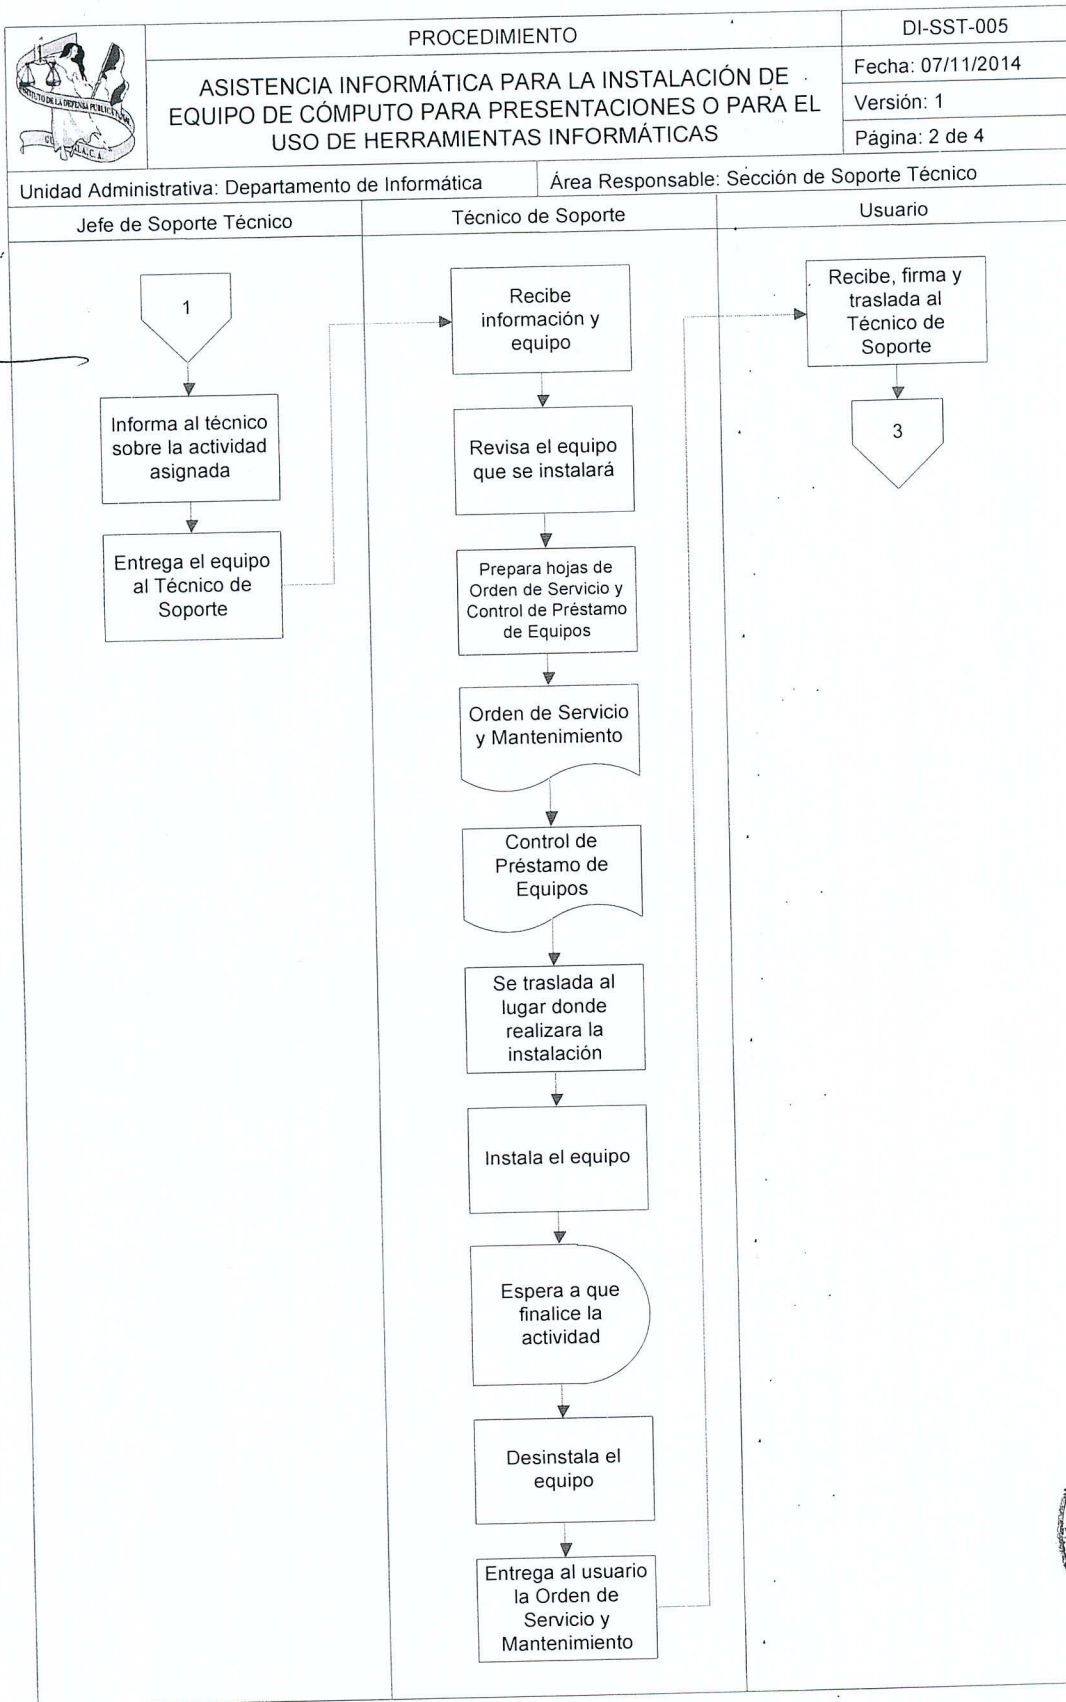 PROCEDIMIENTO
DI-SST-005
ASISTENCIA INFORMÁTICA PARA LA INSTALACIÓN DE
EQUIPO DE CÓMPUTO PARA PRESENTACIONES O PARA EL
USO DE HERRAMIENTAS INFORMÁTICAS
Fecha: 07/11/2014
Versión: 1
Página: 2 de 4
Unidad Administrativa: Departamento de Informática
Área Responsable: Sección de Soporte Técnico
Jefe de Soporte Técnico
Técnico de Soporte
Usuario
1
Informa al técnico
sobre la actividad
asignada
Entrega el equipo
al Técnico de
Soporte
Recibe
información y
equipo
Revisa el equipo
que se instalará
Prepara hojas de
Orden de Servicio y
Control de Préstamo
de Equipos
Orden de Servicio
y Mantenimiento
Control de
Préstamo de
Equipos
Se traslada al
lugar donde
realizara la
instalación
Instala el equipo
Espera a que
finalice la
actividad
Desinstala el
equipo
Entrega al usuario
la Orden de
Servicio y
Mantenimiento
Recibe, firma y
traslada al
Técnico de
Soporte
3